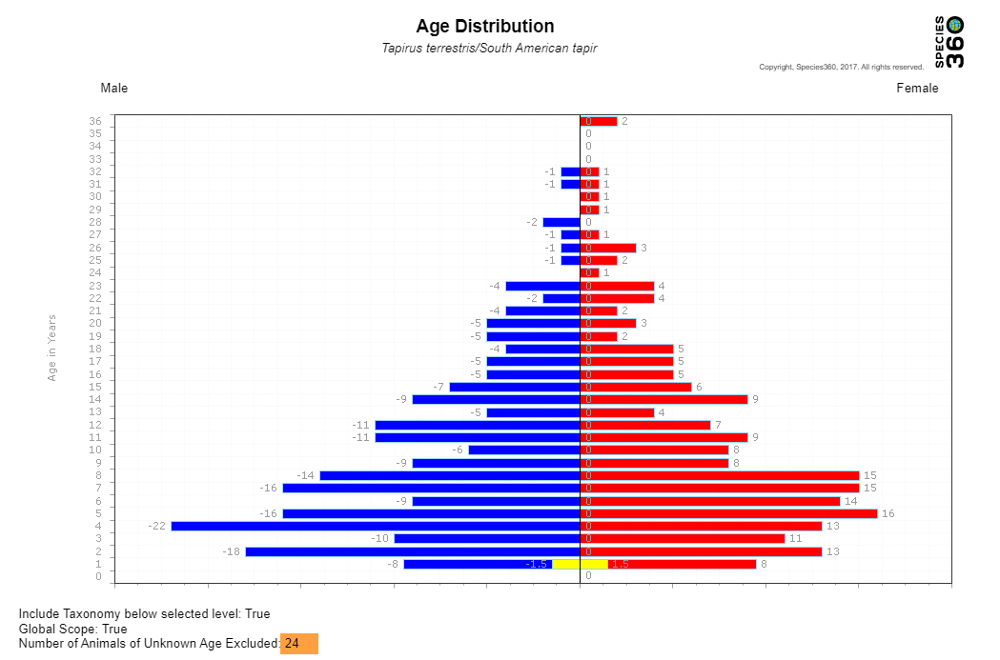 Age Distribution
Tapirus terrestris/South American tapir
SPECIES
360
Copyright, Species360, 2017. All rights reserved.
Male Female
Age in Years
36 0 2
35 0
34 0
33 0
32 -1 0 1
31 -1 0 1
30 0 1
29 0 1
28 -2 0
27 -1 0 1
26 -1 0 3
25 -1 0 2
24 0 1
23 -4 0 4
22 -2 0 4
21 -4 0 2
20 -5 0 3
19 -5 0 2
18 -4 0 5
17 -5 0 5
16 -5 0 5
15 -7 0 6
14 -9 0 9
13 -5 0 4
12 -11 0 7
11 -11 0 9
10 -6 0 8
9 -9 0 8
8 -14 0 15
7 -16 0 15
6 -9 0 14
5 -16 0 16
4 -22 0 13
3 -10 0 11
2 -18 0 13
1 -8 -1.5 1.5 8
0 0
Include Taxonomy below selected level: True
Global Scope: True
Number of Animals of Unknown Age Excluded: 24